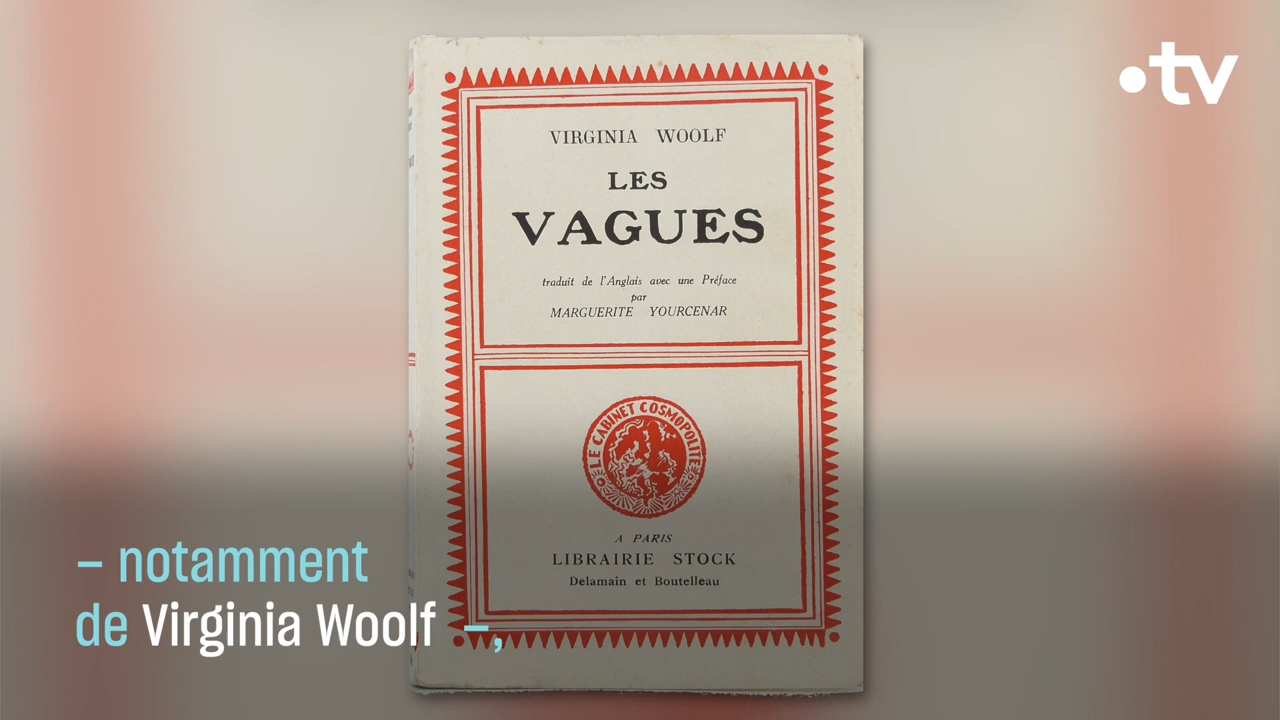 •tv
VIRGINIA WOOLF
LES
VAGUES
traduit de l'Anglais avec une Préface
par
MARGUERITE YOURCENAR
LE CABINET COSMOPOLITE
A PARIS
LIBRAIRIE STOCK
Delamain et Boutelleau
– notamment
de Virginia Woolf –,